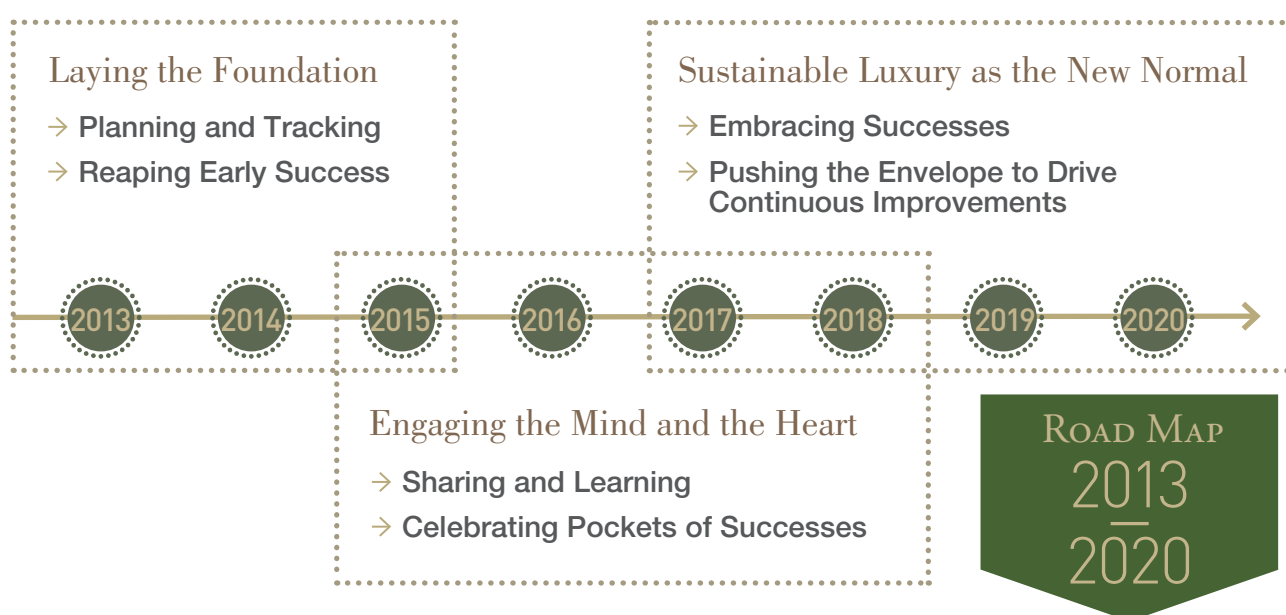 Laying the Foundation
→ Planning and Tracking
→ Reaping Early Success
Sustainable Luxury as the New Normal
→ Embracing Successes
→ Pushing the Envelope to Drive
Continuous Improvements
2013 2014 2015 2016 2017 2018 2019 2020
Engaging the Mind and the Heart
→ Sharing and Learning
→ Celebrating Pockets of Successes
Road Map
2013
—
2020